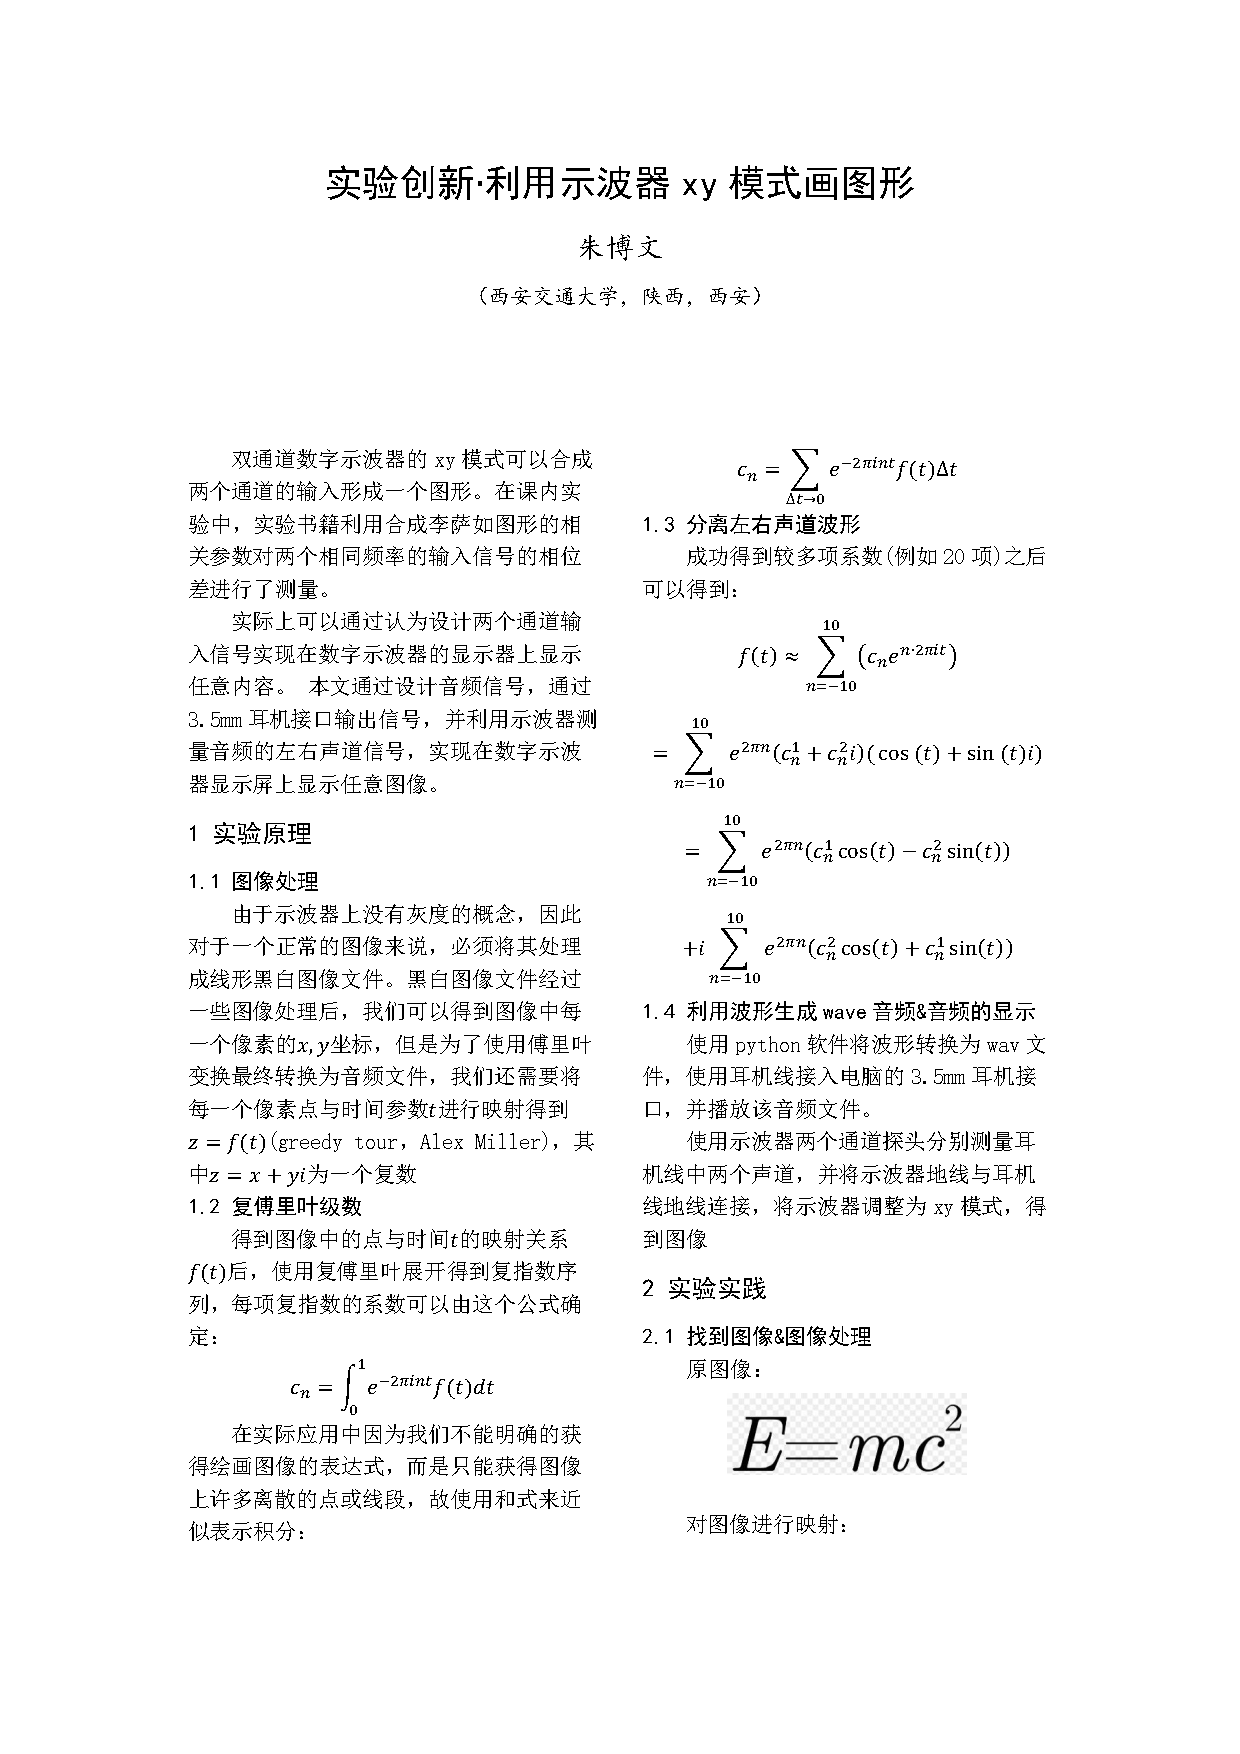 实验创新·利用示波器 xy 模式画图形
朱博文
（西安交通大学，陕西，西安）
双通道数字示波器的 xy 模式可以合成
两个通道的输入形成一个图形。在课内实
验中，实验书籍利用合成李萨如图形的相
关参数对两个相同频率的输入信号的相位
差进行了测量。
实际上可以通过认为设计两个通道输
入信号实现在数字示波器的显示器上显示
任意内容。 本文通过设计音频信号，通过
3.5mm 耳机接口输出信号，并利用示波器测
量音频的左右声道信号，实现在数字示波
器显示屏上显示任意图像。
1 实验原理
1.1 图像处理
由于示波器上没有灰度的概念，因此
对于一个正常的图像来说，必须将其处理
成线形黑白图像文件。黑白图像文件经过
一些图像处理后，我们可以得到图像中每
一个像素的x,y坐标，但是为了使用傅里叶
变换最终转换为音频文件，我们还需要将
每一个像素点与时间参数t进行映射得到
z = f(t)(greedy tour，Alex Miller)，其
中z = x + yi为一个复数
1.2 复傅里叶级数
得到图像中的点与时间t的映射关系
f(t)后，使用复傅里叶展开得到复指数序
列，每项复指数的系数可以由这个公式确
定：
c_n = ∫_0^1 e^{−2πint} f(t)dt
在实际应用中因为我们不能明确的获
得绘画图像的表达式，而是只能获得图像
上许多离散的点或线段，故使用和式来近
似表示积分：
c_n = ∑_{Δt→0} e^{−2πint} f(t)Δt
1.3 分离左右声道波形
成功得到较多项系数(例如 20 项)之后
可以得到：
f(t) ≈ ∑_{n=−10}^{10} (c_n e^{n·2πit})
= ∑_{n=−10}^{10} e^{2πn}(c_n^1 + c_n^2 i)(cos (t) + sin (t)i)
= ∑_{n=−10}^{10} e^{2πn}(c_n^1 cos(t) − c_n^2 sin(t))
+i ∑_{n=−10}^{10} e^{2πn}(c_n^2 cos(t) + c_n^1 sin(t))
1.4 利用波形生成 wave 音频&音频的显示
使用 python 软件将波形转换为 wav 文
件，使用耳机线接入电脑的 3.5mm 耳机接
口，并播放该音频文件。
使用示波器两个通道探头分别测量耳
机线中两个声道，并将示波器地线与耳机
线地线连接，将示波器调整为 xy 模式，得
到图像
2 实验实践
2.1 找到图像&图像处理
原图像：
E=mc^2
对图像进行映射：